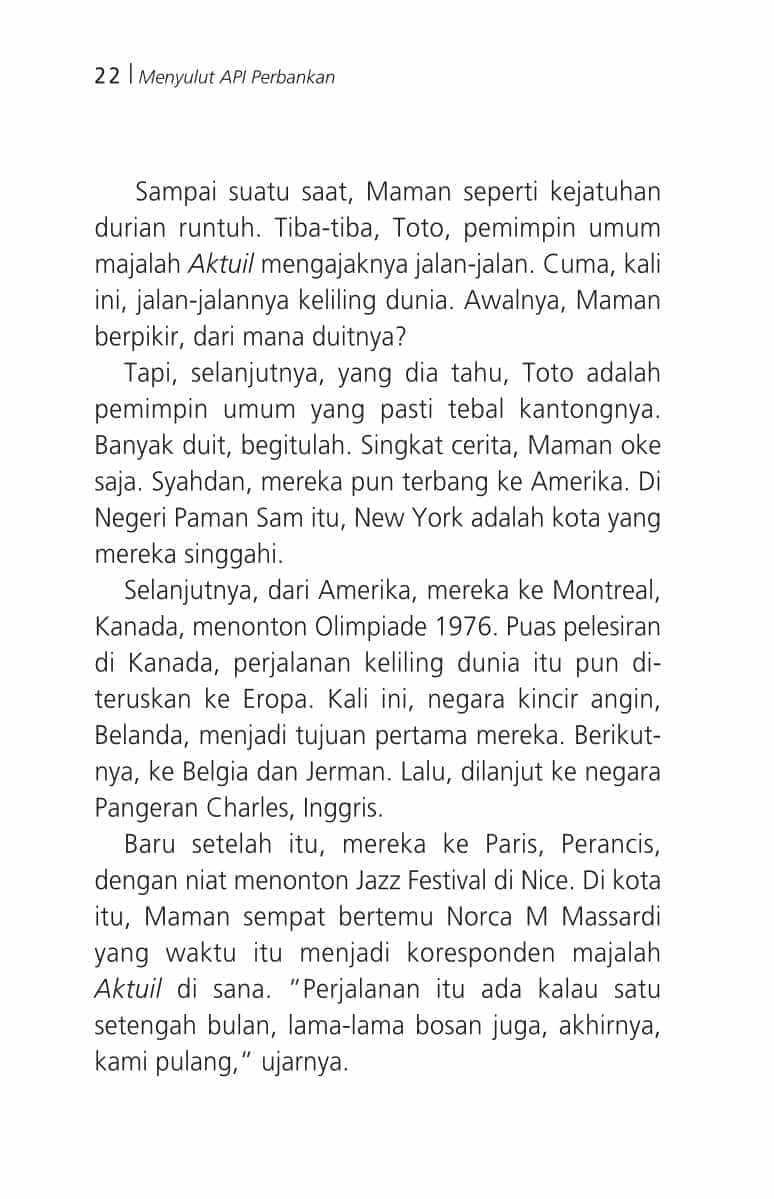 22 | Menyulut API Perbankan
Sampai suatu saat, Maman seperti kejatuhan
durian runtuh. Tiba-tiba, Toto, pemimpin umum
majalah Aktuil mengajaknya jalan-jalan. Cuma, kali
ini, jalan-jalannya keliling dunia. Awalnya, Maman
berpikir, dari mana duitnya?
Tapi, selanjutnya, yang dia tahu, Toto adalah
pemimpin umum yang pasti tebal kantongnya.
Banyak duit, begitulah. Singkat cerita, Maman oke
saja. Syahdan, mereka pun terbang ke Amerika. Di
Negeri Paman Sam itu, New York adalah kota yang
mereka singgahi.
Selanjutnya, dari Amerika, mereka ke Montreal,
Kanada, menonton Olimpiade 1976. Puas pelesiran
di Kanada, perjalanan keliling dunia itu pun di-
teruskan ke Eropa. Kali ini, negara kincir angin,
Belanda, menjadi tujuan pertama mereka. Berikut-
nya, ke Belgia dan Jerman. Lalu, dilanjut ke negara
Pangeran Charles, Inggris.
Baru setelah itu, mereka ke Paris, Perancis,
dengan niat menonton Jazz Festival di Nice. Di kota
itu, Maman sempat bertemu Norca M Massardi
yang waktu itu menjadi koresponden majalah
Aktuil di sana. "Perjalanan itu ada kalau satu
setengah bulan, lama-lama bosan juga, akhirnya,
kami pulang," ujarnya.